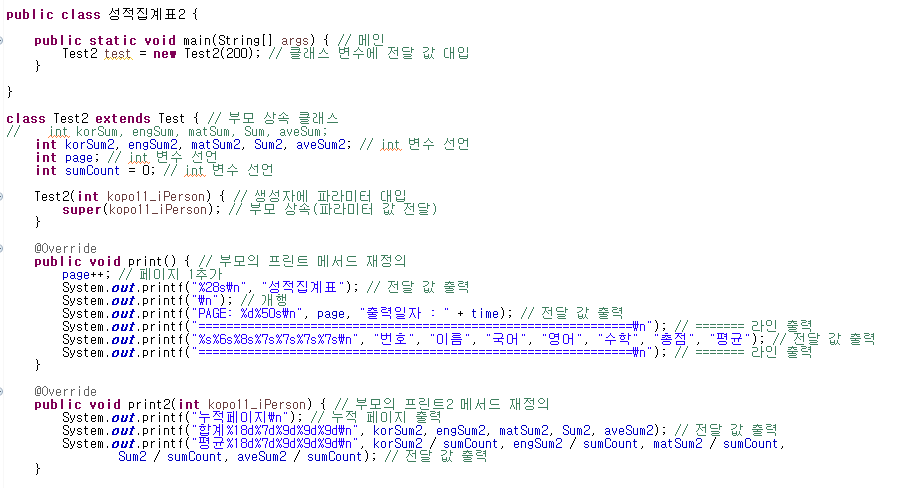 public class 성적집계표2 {
public static void main(String[] args) { // 메인
Test2 test = new Test2(200); // 클래스 변수에 전달 값 대입
}
}
class Test2 extends Test { // 부모 상속 클래스
//    int korSum, engSum, matSum, Sum, aveSum;
int korSum2, engSum2, matSum2, Sum2, aveSum2; // int 변수 선언
int page; // int 변수 선언
int sumCount = 0; // int 변수 선언
Test2(int kopo11_iPerson) { // 생성자에 파라미터 대입
super(kopo11_iPerson); // 부모 상속(파라미터 값 전달)
}
@Override
public void print() { // 부모의 프린트 메서드 재정의
page++; // 페이지 1추가
System.out.printf("%28s₩n", "성적집계표"); // 전달 값 출력
System.out.printf("₩n"); // 개행
System.out.printf("PAGE: %d%50s₩n", page, "출력일자 : " + time); // 전달 값 출력
System.out.printf("==============================================================₩n"); // ======= 라인 출력
System.out.printf("%s%6s%8s%7s%7s%7s%7s₩n", "번호", "이름", "국어", "영어", "수학", "총점", "평균"); // 전달 값 출력
System.out.printf("==============================================================₩n"); // ======= 라인 출력
}
@Override
public void print2(int kopo11_iPerson) { // 부모의 프린트2 메서드 재정의
System.out.printf("누적페이지₩n"); // 누적 페이지 출력
System.out.printf("합계%18d%7d%9d%9d%9d₩n", korSum2, engSum2, matSum2, Sum2, aveSum2); // 전달 값 출력
System.out.printf("평균%18d%7d%9d%9d%9d₩n", korSum2 / sumCount, engSum2 / sumCount, matSum2 / sumCount,
Sum2 / sumCount, aveSum2 / sumCount); // 전달 값 출력
}